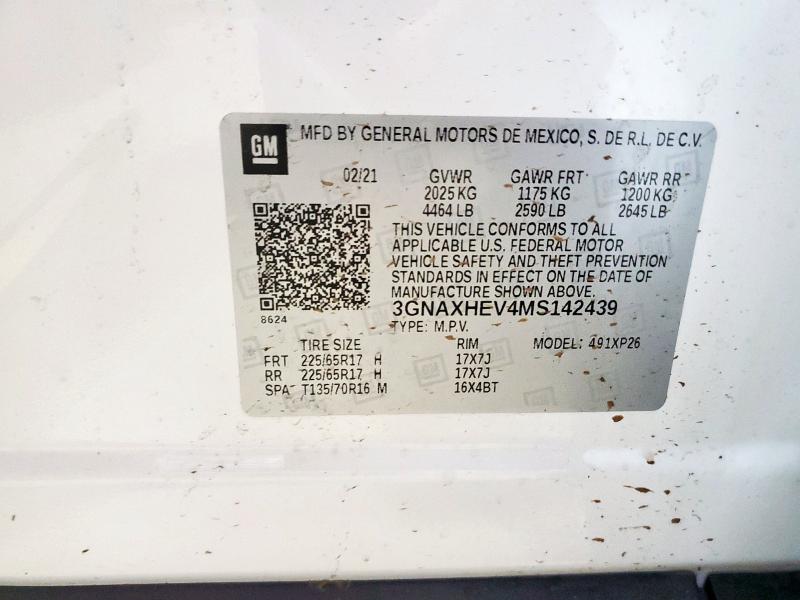 GM MFD BY GENERAL MOTORS DE MEXICO, S. DE R.L. DE C.V.
02/21 GVWR GAWR FRT GAWR RR
2025 KG 1175 KG 1200 KG
4464 LB 2590 LB 2645 LB
THIS VEHICLE CONFORMS TO ALL
APPLICABLE U.S. FEDERAL MOTOR
VEHICLE SAFETY AND THEFT PREVENTION
STANDARDS IN EFFECT ON THE DATE OF
MANUFACTURE SHOWN ABOVE.
8624 3GNAXHEV4MS142439
TYPE: M.P.V.
TIRE SIZE RIM MODEL: 491XP26
FRT 225/65R17 H 17X7J
RR 225/65R17 H 17X7J
SPA T135/70R16 M 16X4BT